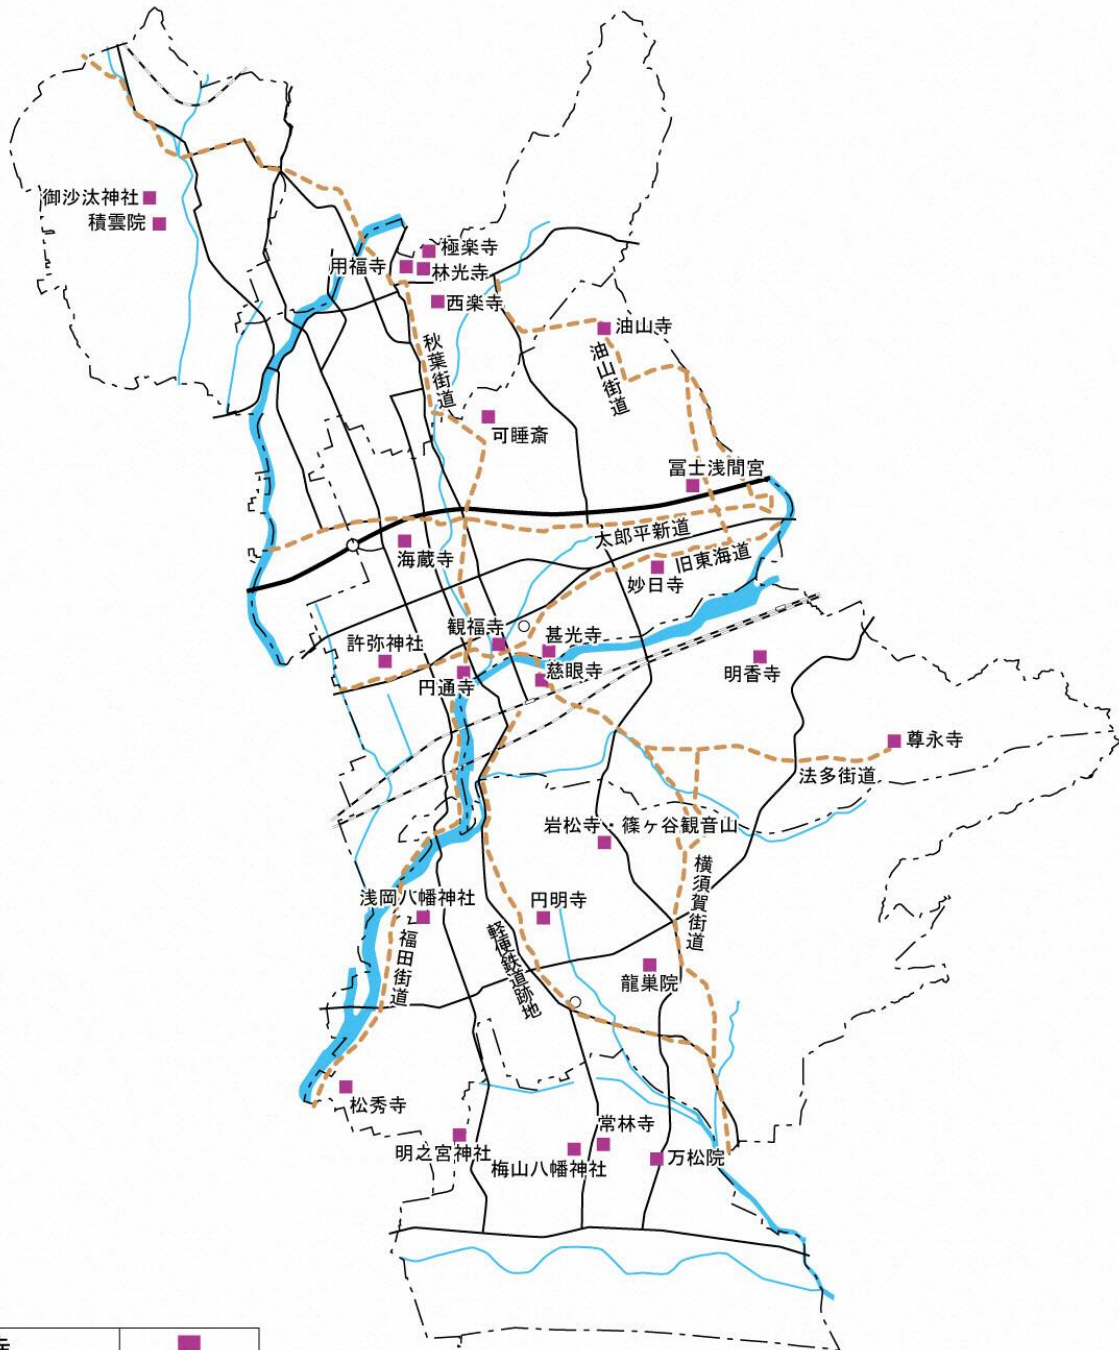 御沙汰神社
積雲院
極楽寺
用福寺
林光寺
西楽寺
油山寺
秋葉街道
油山街道
可睡斎
冨士浅間宮
太郎平新道
海蔵寺
旧東海道
妙日寺
観福寺
甚光寺
許弥神社
慈眼寺
明香寺
円通寺
尊永寺
法多街道
岩松寺・篠ヶ谷観音山
横須賀街道
浅岡八幡神社
円明寺
福田街道
軽便鉄道跡地
龍巣院
松秀寺
常林寺
明之宮神社
梅山八幡神社
万松院